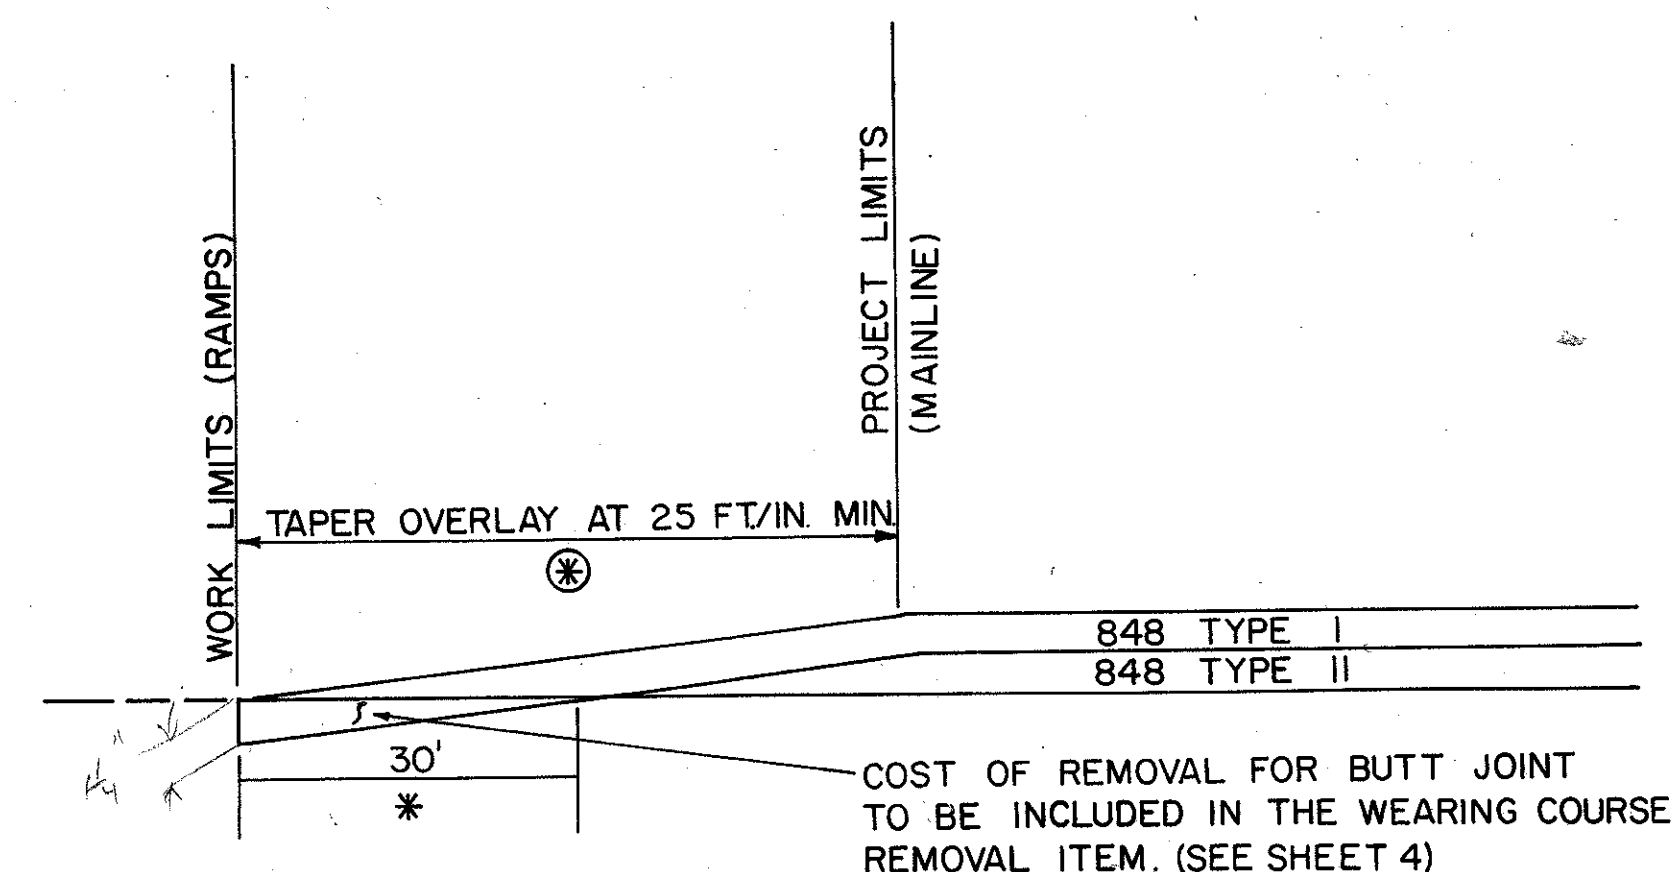 WORK LIMITS (RAMPS)
PROJECT LIMITS
(MAINLINE)
TAPER OVERLAY AT 25 FT./IN. MIN.
848 TYPE I
848 TYPE II
30'
COST OF REMOVAL FOR BUTT JOINT
TO BE INCLUDED IN THE WEARING COURSE
REMOVAL ITEM. (SEE SHEET 4)